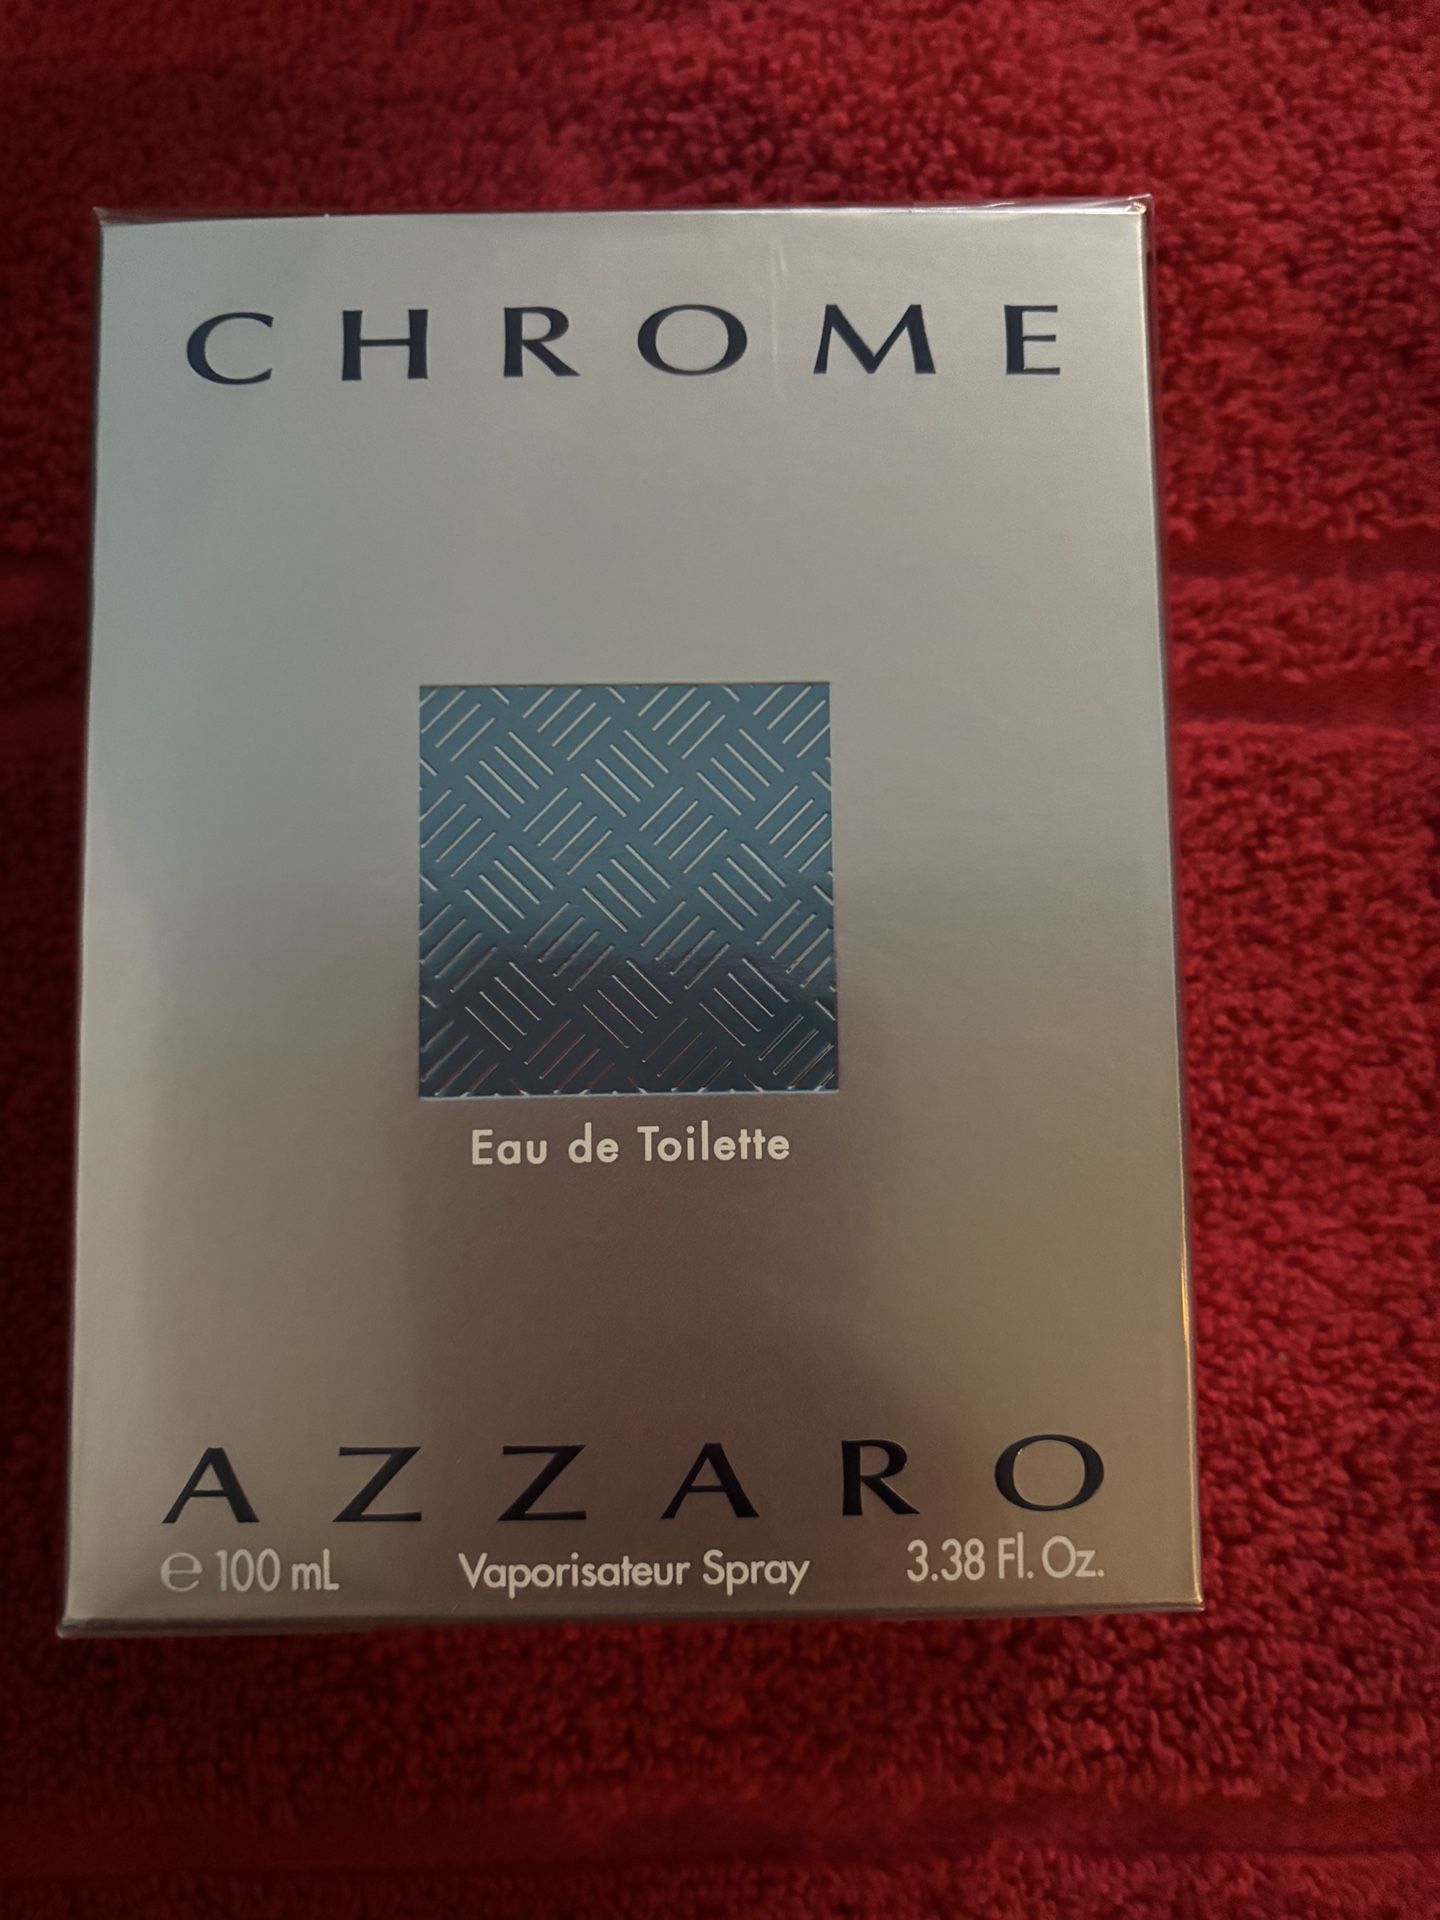 CHROME
Eau de Toilette
AZZARO
℮ 100 mL Vaporisateur Spray 3.38 Fl. Oz.